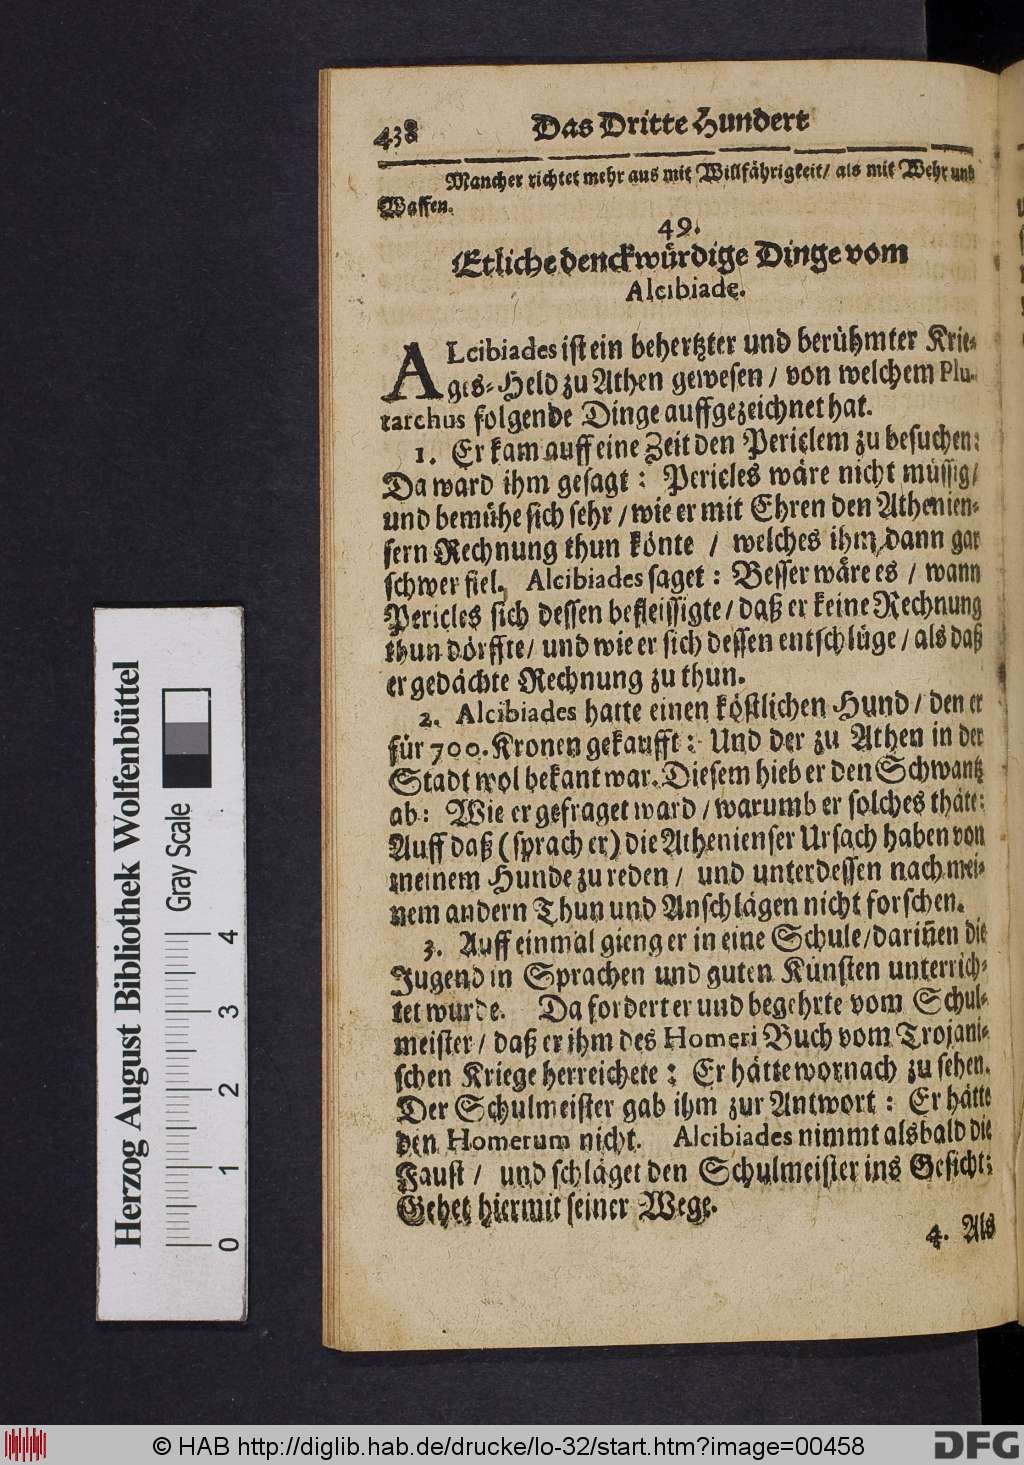 438 Das Dritte Hundert
Mancher richtet mehr aus mit Willfährigkeit/ als mit Wehr und
Waffen.
49.
Etliche denckwürdige Dinge vom
Alcibiade.
ALcibiades ist ein behertzter und berühmter Krie-
ges-Held zu Athen gewesen / von welchem Plu-
tarchus folgende Dinge auffgezeichnet hat.
1. Er kam auff eine Zeit den Periclem zu besuchen:
Da ward ihm gesagt: Pericles wäre nicht müssig/
und bemühe sich sehr / wie er mit Ehren den Athenien-
sern Rechnung thun könte / welches ihm dann gar
schwer fiel. Alcibiades saget: Besser wäre es / wann
Pericles sich dessen befleissigte / daß er keine Rechnung
thun dörffte/ und wie er sich dessen entschlüge / als daß
er gedächte Rechnung zu thun.
2. Alcibiades hatte einen köstlichen Hund / den er
für 700. Kronen gekaufft: Und der zu Athen in der
Stadt wol bekant war. Diesem hieb er den Schwantz
ab: Wie er gefraget ward / warumb er solches thäte:
Auff daß (sprach er) die Athenienser Ursach haben von
meinem Hunde zu reden / und unterdessen nach mei-
nem andern Thun und Anschlägen nicht forschen.
3. Auff einmal gieng er in eine Schule/ dariñen die
Jugend in Sprachen und guten Künsten unterrich-
tet wurde. Da fordert er und begehrte vom Schul-
meister / daß er ihm des Homeri Buch vom Trojani-
schen Kriege herreichete: Er hätte wornach zu sehen.
Der Schulmeister gab ihm zur Antwort: Er hätte
den Homerum nicht. Alcibiades nimmt alsbald die
Faust / und schläget den Schulmeister ins Gesicht:
Gehet hiermit seiner Wege.
4. Als
Herzog August Bibliothek Wolfenbüttel
Gray Scale
0 1 2 3 4
© HAB http://diglib.hab.de/drucke/lo-32/start.htm?image=00458
DFG